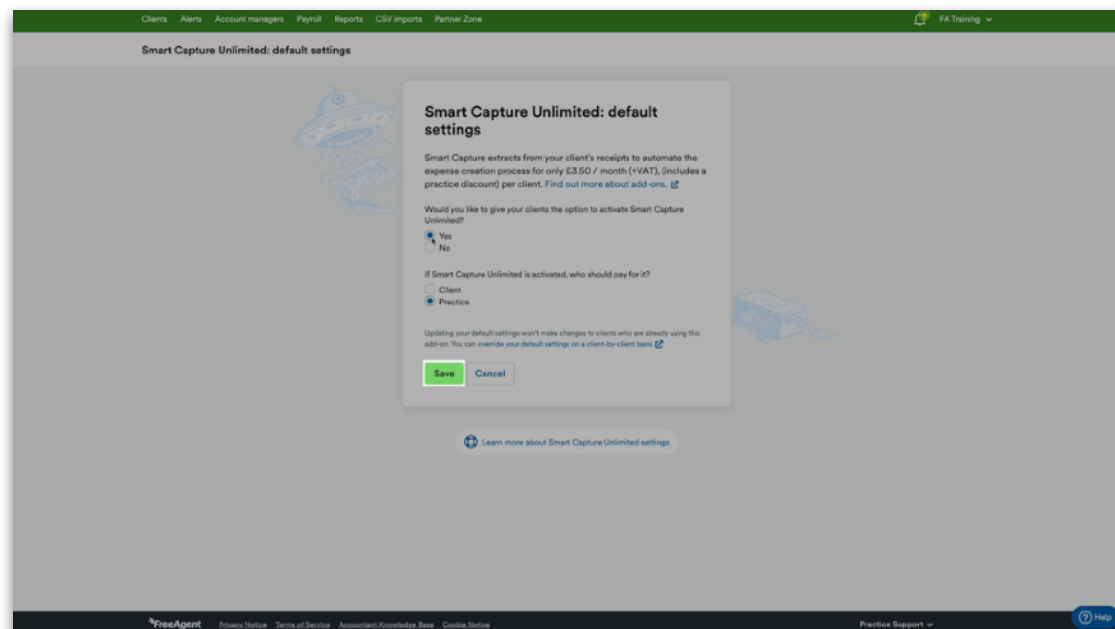 Clients Alerts Account managers Payroll Reports CSV imports Partner Zone FA Training
Smart Capture Unlimited: default settings
Smart Capture Unlimited: default
settings
Smart Capture extracts from your client's receipts to automate the
expense creation process for only £3.50 / month (+VAT), (includes a
practice discount) per client. Find out more about add-ons.
Would you like to give your clients the option to activate Smart Capture
Unlimited?
Yes
No
If Smart Capture Unlimited is activated, who should pay for it?
Client
Practice
Updating your default settings won't make changes to clients who are already using this
add-on. You can override your default settings on a client-by-client basis
Save Cancel
Learn more about Smart Capture Unlimited settings
FreeAgent Privacy Notice Terms of Service Accountant Knowledge Base Cookie Notice Practice Support
Help